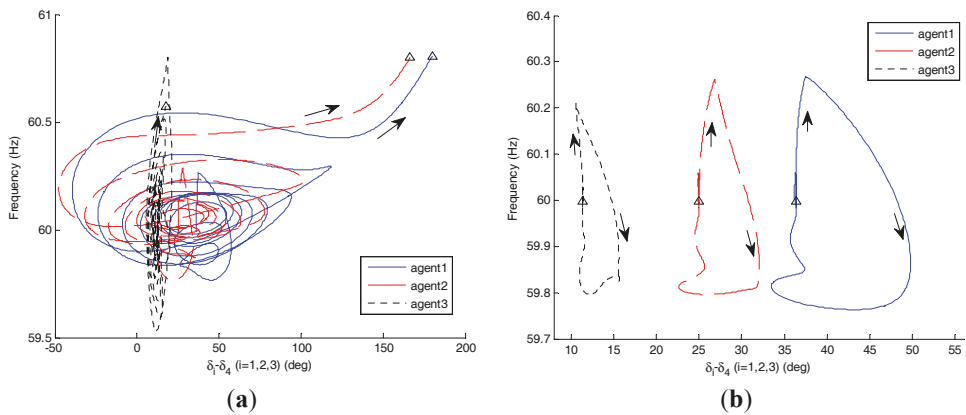 61
60.5
60
59.5
Frequency (Hz)
-50 0 50 100 150 200
δi-δ4 (i=1,2,3) (deg)
agent1
agent2
agent3
(a)
60.4
60.3
60.2
60.1
60
59.9
59.8
59.7
Frequency (Hz)
10 15 20 25 30 35 40 45 50 55
δi-δ4 (i=1,2,3) (deg)
agent1
agent2
agent3
(b)